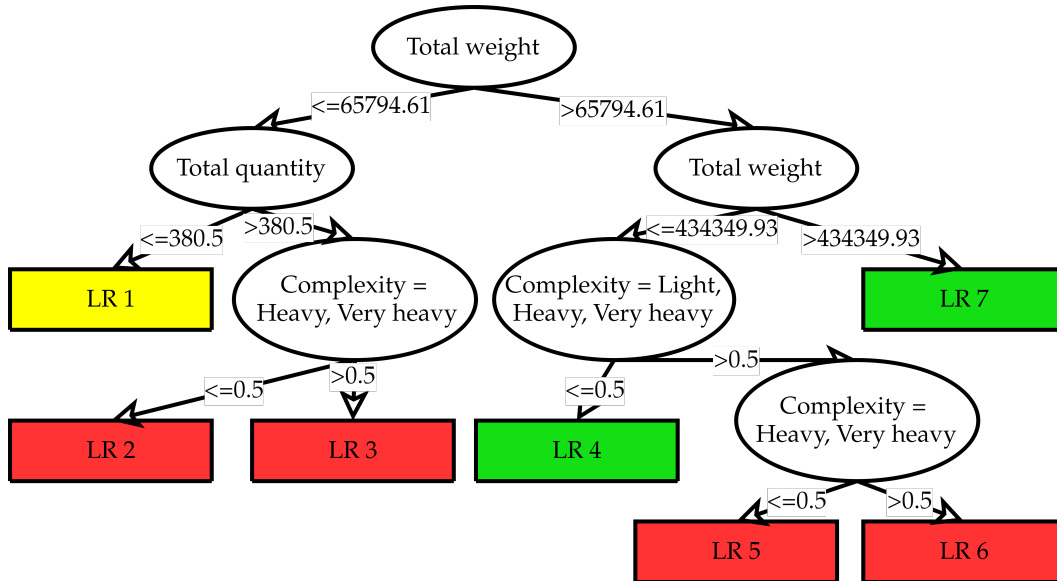 Total weight
<=65794.61
>65794.61
Total quantity
Total weight
<=380.5
>380.5
<=434349.93
>434349.93
LR 1
Complexity =
Heavy, Very heavy
Complexity = Light,
Heavy, Very heavy
LR 7
<=0.5
>0.5
<=0.5
>0.5
LR 2
LR 3
LR 4
Complexity =
Heavy, Very heavy
<=0.5
>0.5
LR 5
LR 6